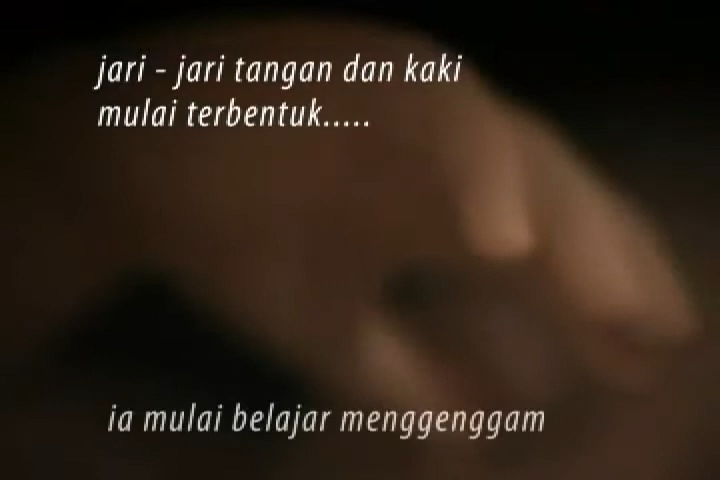 jari - jari tangan dan kaki
mulai terbentuk.....
ia mulai belajar menggenggam